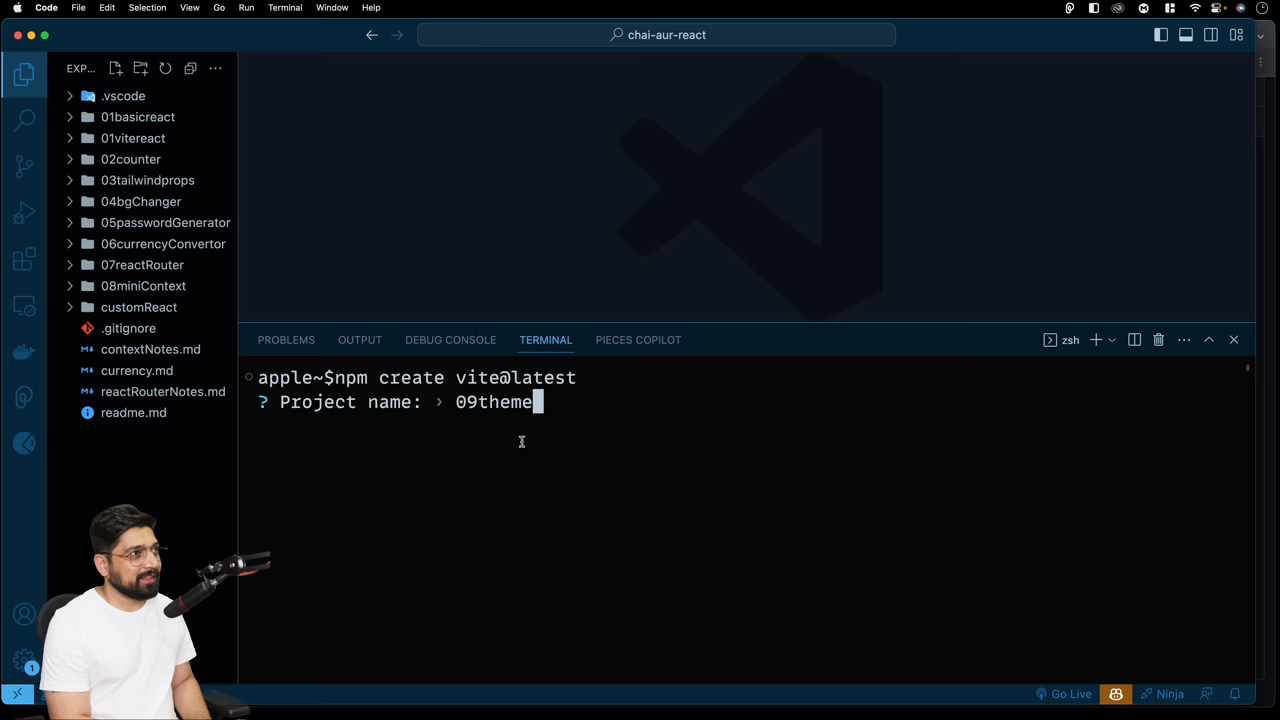 Code File Edit Selection View Go Run Terminal Window Help
chai-aur-react
EXP...
.vscode
01basicreact
01vitereact
02counter
03tailwindprops
04bgChanger
05passwordGenerator
06currencyConvertor
07reactRouter
08miniContext
customReact
.gitignore
contextNotes.md
currency.md
reactRouterNotes.md
readme.md
PROBLEMS OUTPUT DEBUG CONSOLE TERMINAL PIECES COPILOT
zsh
apple~$npm create vite@latest
? Project name: › 09theme
1
Go Live
Ninja